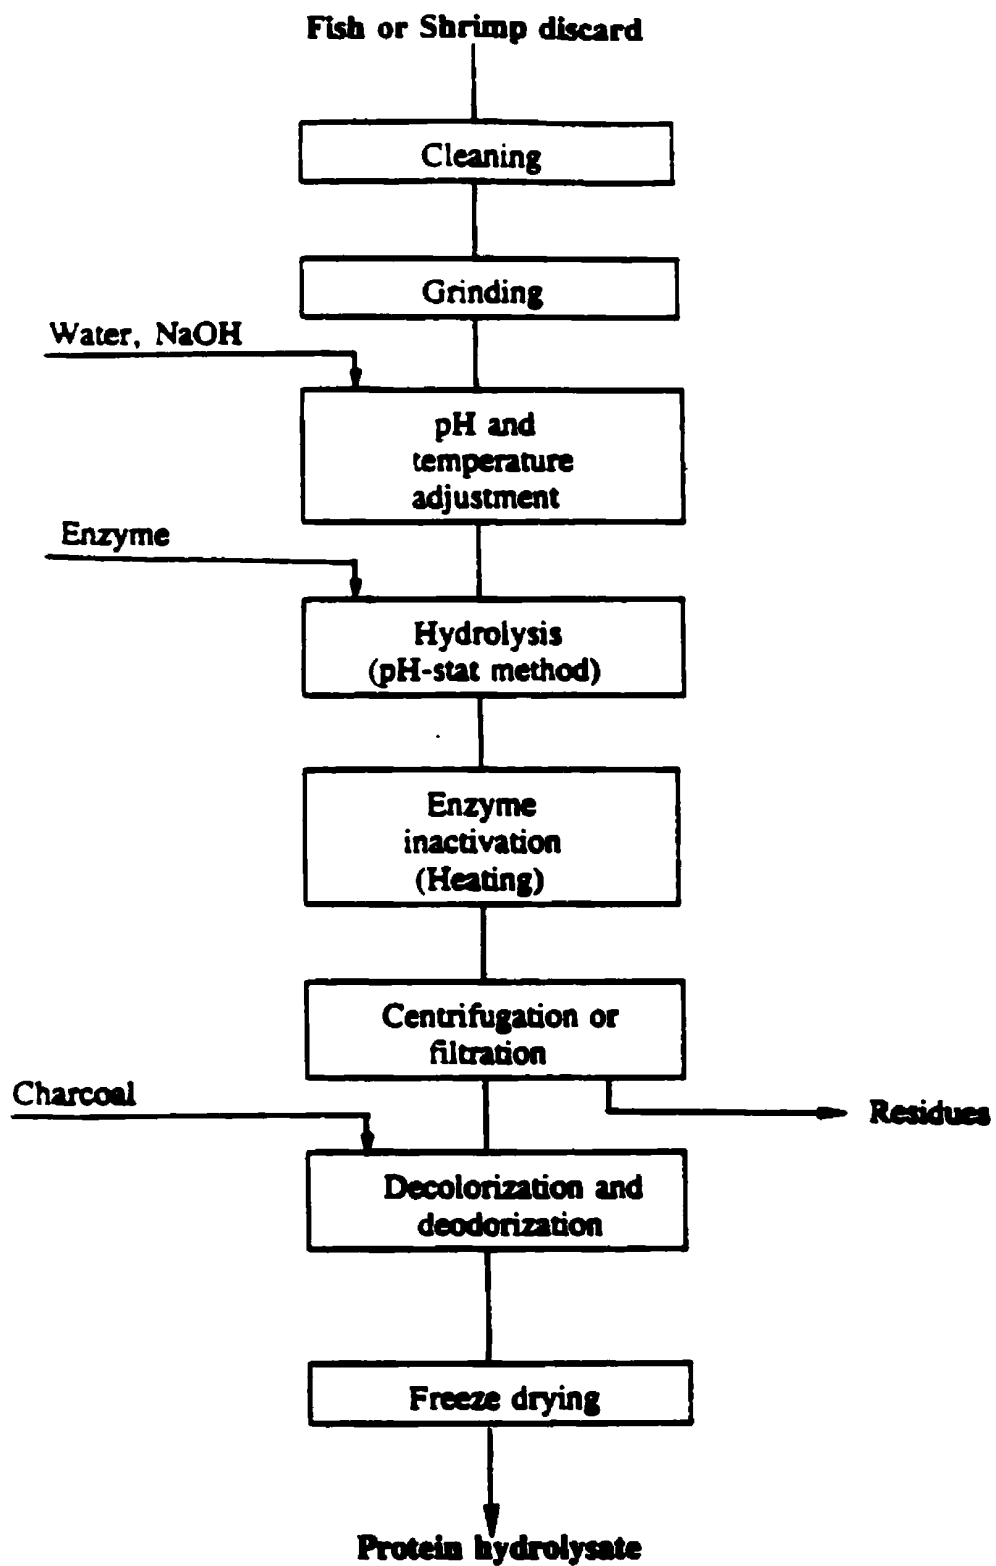 Fish or Shrimp discard
Cleaning
Grinding
Water, NaOH
pH and
temperature
adjustment
Enzyme
Hydrolysis
(pH-stat method)
Enzyme
inactivation
(Heating)
Centrifugation or
filtration
Charcoal
Residues
Decolorization and
deodorization
Freeze drying
Protein hydrolysate